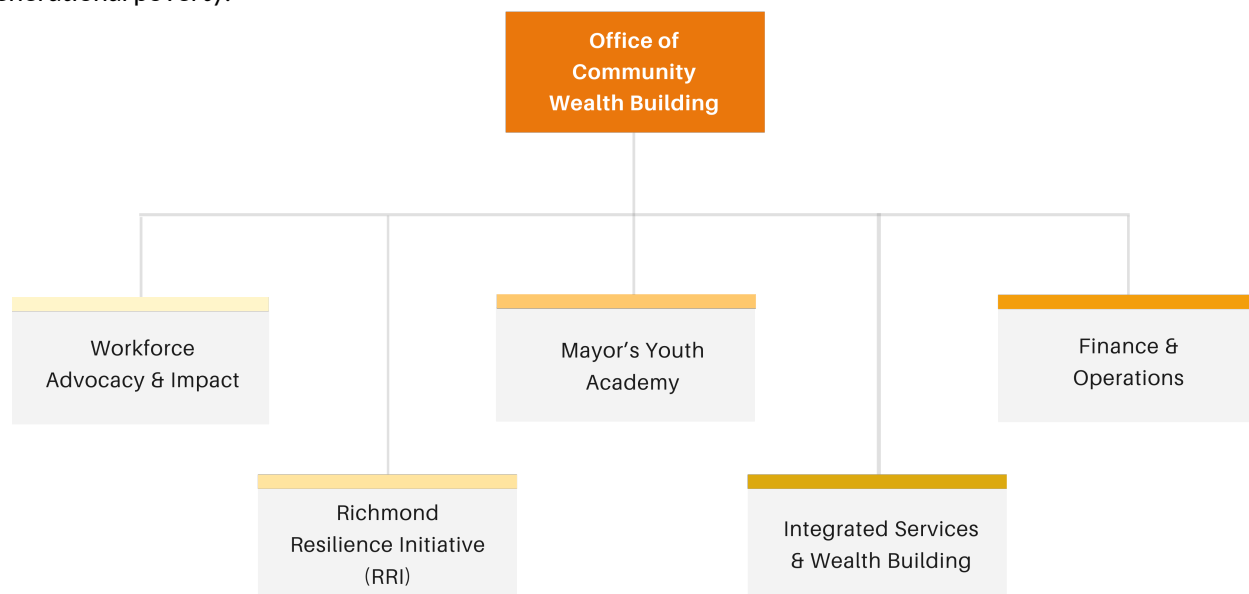 poverty.
Office of
Community
Wealth Building
Workforce
Advocacy & Impact
Mayor’s Youth
Academy
Finance &
Operations
Richmond
Resilience Initiative
(RRI)
Integrated Services
& Wealth Building